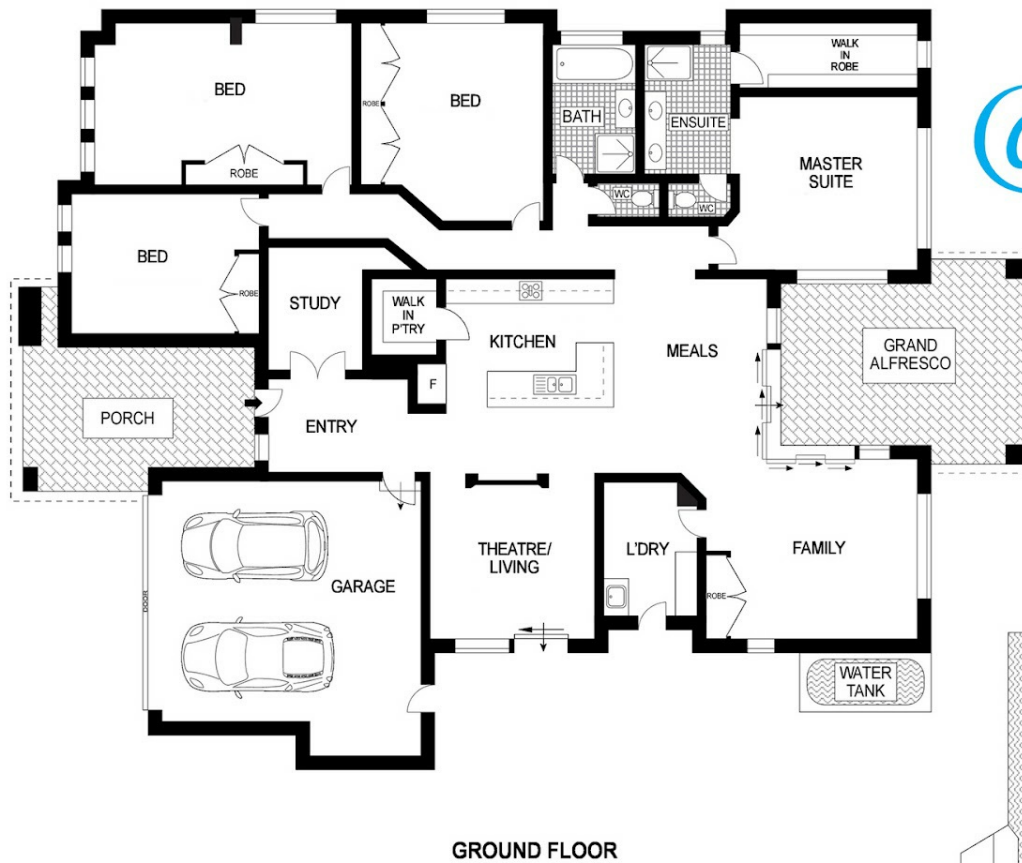 WALK
IN
ROBE
BED
ROBE
BED
BATH
ENSUITE
MASTER
SUITE
ROBE
WC
WC
BED
ROBE
STUDY
WALK
IN
P'TRY
KITCHEN
MEALS
GRAND
ALFRESCO
F
PORCH
ENTRY
THEATRE/
LIVING
L'DRY
FAMILY
GARAGE
DOOR
ROBE
WATER
TANK
GROUND FLOOR